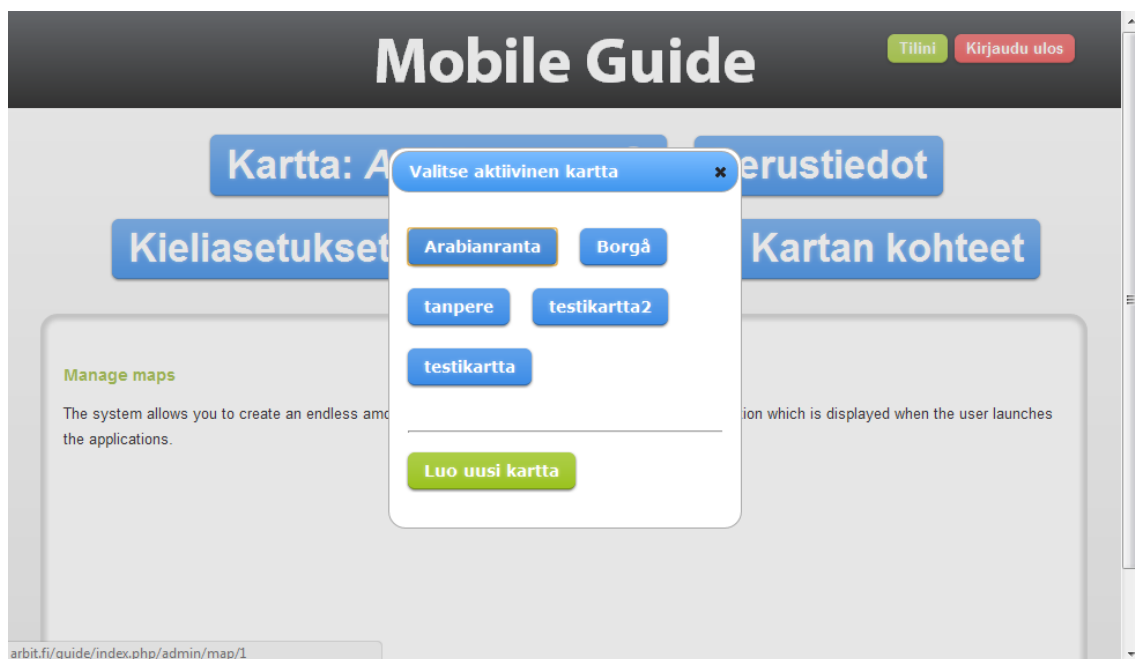 Mobile Guide
Tilini Kirjaudu ulos
Kartta: A erustiedot
Valitse aktiivinen kartta
Kieliasetukset Kartan kohteet
Arabianranta Borgå
tanpere testikartta2
testikartta
Manage maps
The system allows you to create an endless amo ion which is displayed when the user launches
the applications.
Luo uusi kartta
arbit.fi/guide/index.php/admin/map/1